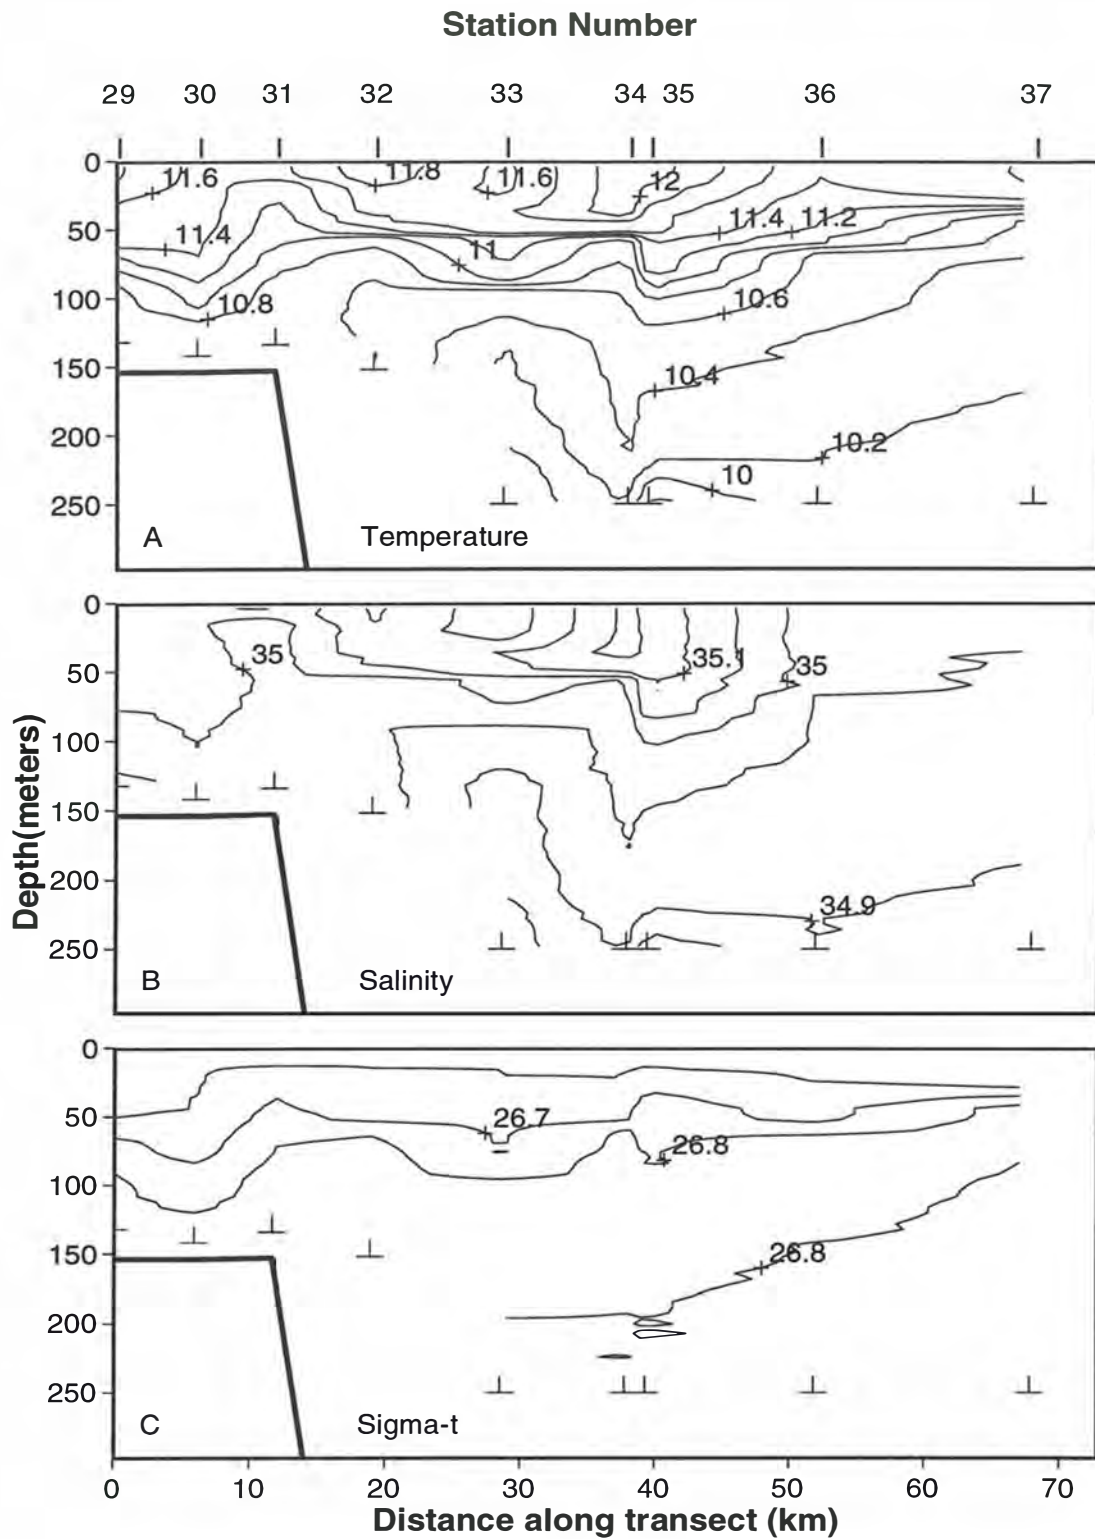 Station Number
29 30 31 32 33 34 35 36 37
0
11.6 11.8 11.6 12
50
11.4 11 11.4 11.2
100
10.8 10.6
150
10.4
200
10.2
250
10
A Temperature
0
50
35 35.1 35
100
150
200
34.9
250
B Salinity
Depth(meters)
0
50
26.7
26.8
100
150
26.8
200
250
C Sigma-t
0 10 20 30 40 50 60 70
Distance along transect (km)